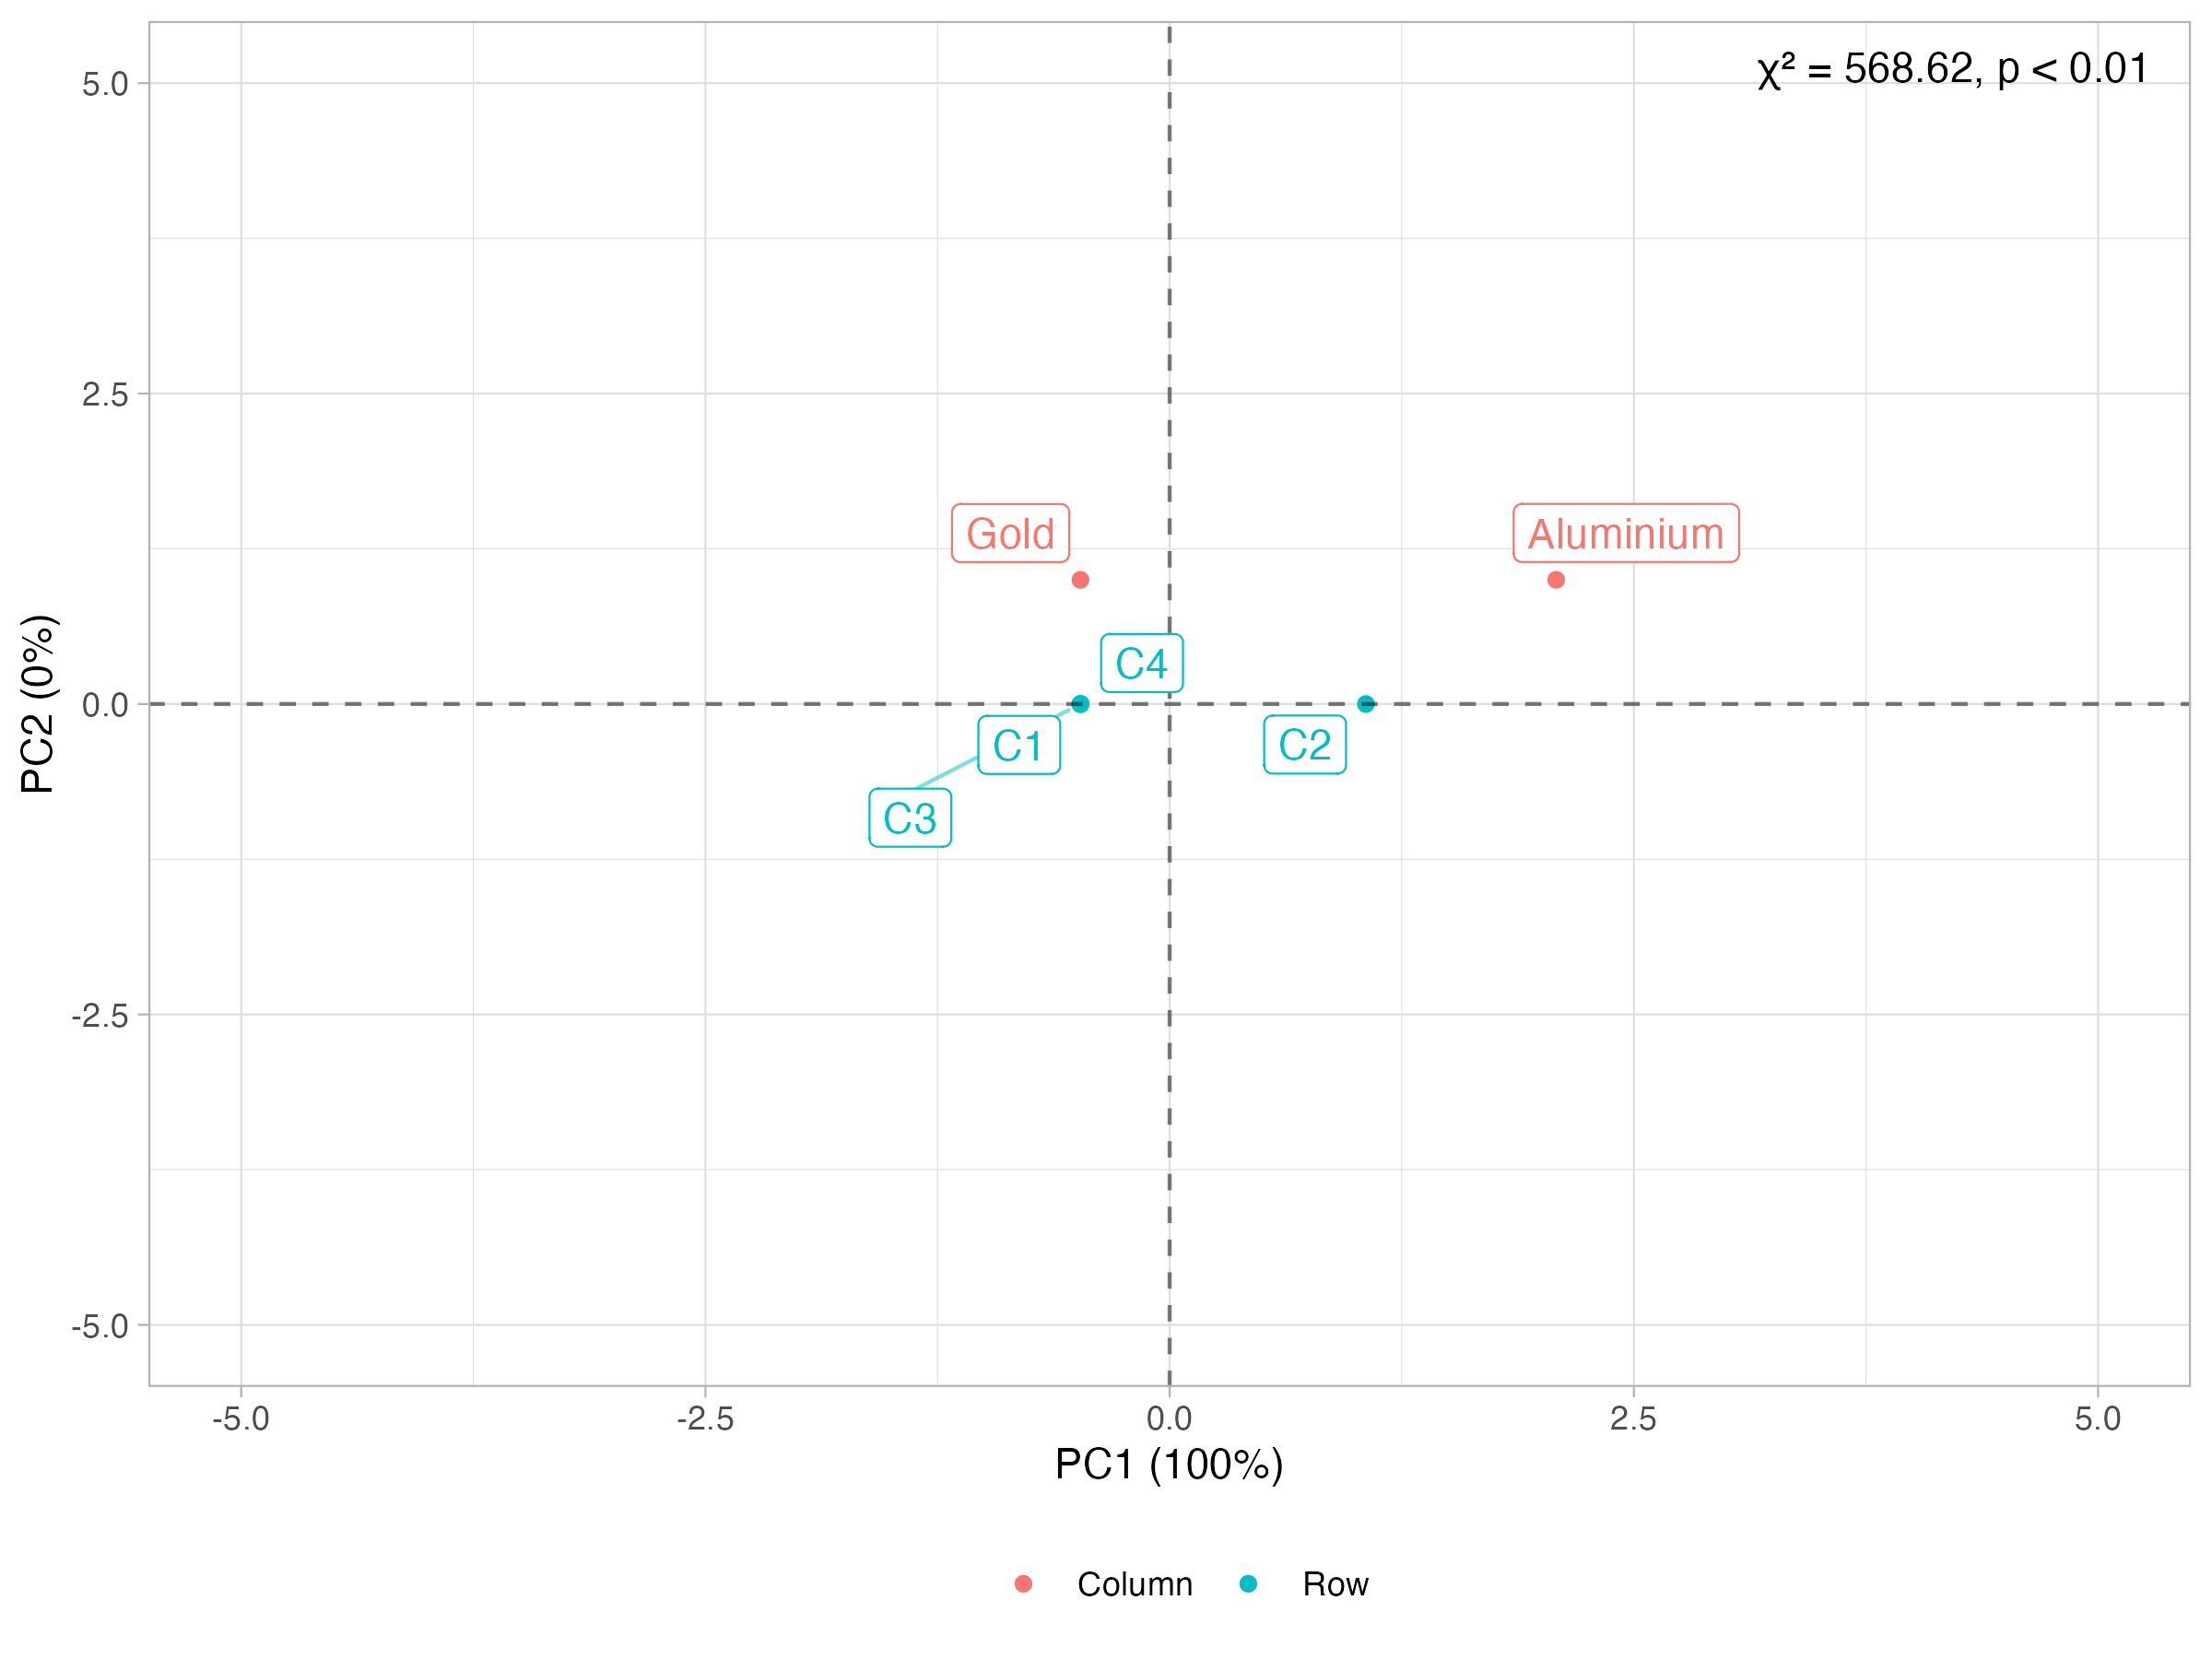 χ² = 568.62, p < 0.01
5.0
2.5
0.0
-2.5
-5.0
PC2 (0%)
Gold
Aluminium
C4
C1
C2
C3
-5.0 -2.5 0.0 2.5 5.0
PC1 (100%)
Column Row